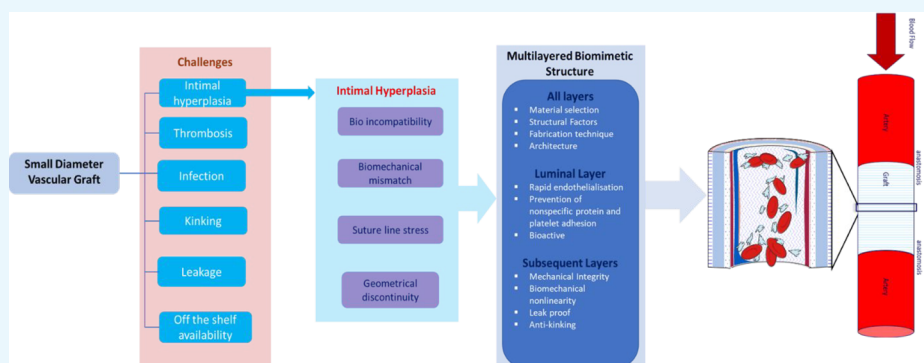 Small Diameter
Vascular Graft
Challenges
Intimal
hyperplasia
Thrombosis
Infection
Kinking
Leakage
Off the shelf
availability
Intimal Hyperplasia
Bio incompatibility
Biomechanical
mismatch
Suture line stress
Geometrical
discontinuity
Multilayered Biomimetic
Structure
All layers
Material selection
Structural Factors
Fabrication technique
Architecture
Luminal Layer
Rapid endothelialisation
Prevention of
nonspecific protein and
platelet adhesion
Bioactive
Subsequent Layers
Mechanical Integrity
Biomechanical
nonlinearity
Leak proof
Anti-kinking
Blood Flow
Artery
anastomosis
Graft
anastomosis
Artery